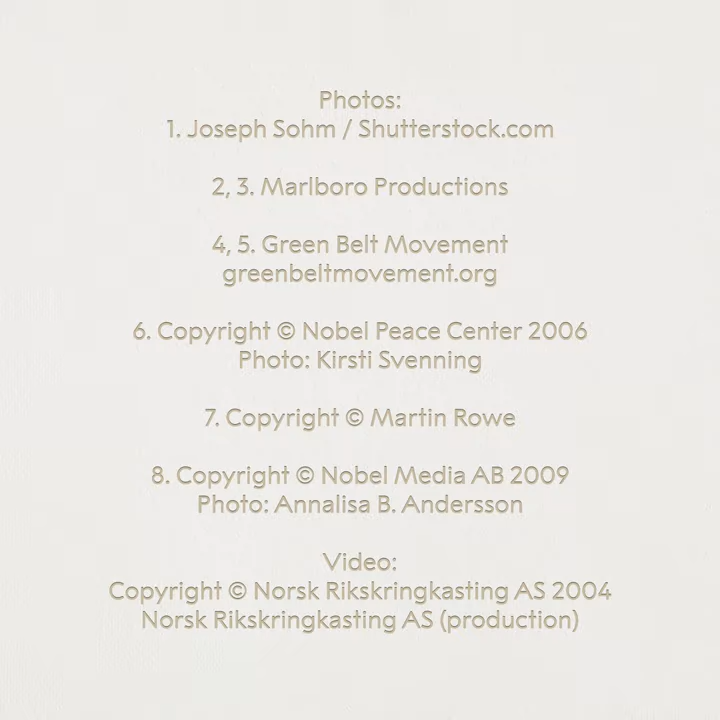 Photos:
1. Joseph Sohm / Shutterstock.com
2, 3. Marlboro Productions
4, 5. Green Belt Movement
greenbeltmovement.org
6. Copyright © Nobel Peace Center 2006
Photo: Kirsti Svenning
7. Copyright © Martin Rowe
8. Copyright © Nobel Media AB 2009
Photo: Annalisa B. Andersson
Video:
Copyright © Norsk Rikskringkasting AS 2004
Norsk Rikskringkasting AS (production)